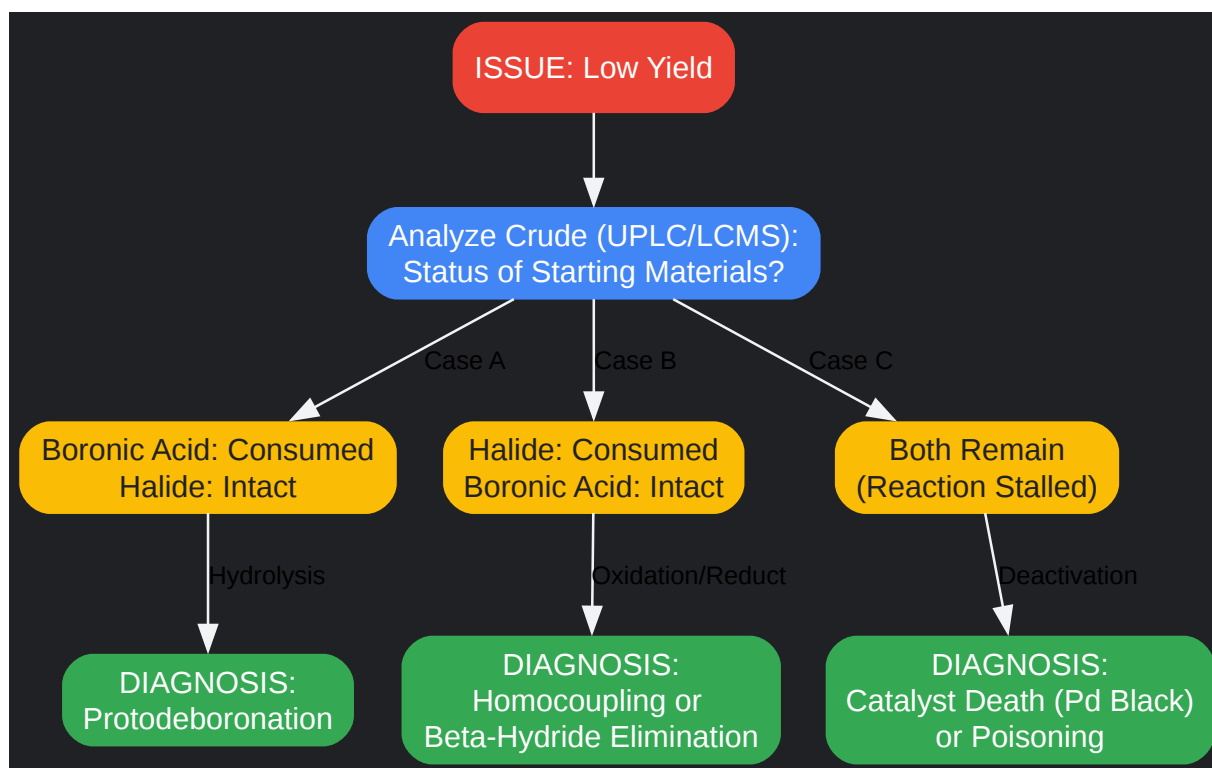 ISSUE: Low Yield
Analyze Crude (UPLC/LCMS):
Status of Starting Materials?
Case A
Case B
Case C
Boronic Acid: Consumed
Halide: Intact
Halide: Consumed
Boronic Acid: Intact
Both Remain
(Reaction Stalled)
Hydrolysis
Oxidation/Reduct
Deactivation
DIAGNOSIS:
Protodeboronation
DIAGNOSIS:
Homocoupling or
Beta-Hydride Elimination
DIAGNOSIS:
Catalyst Death (Pd Black)
or Poisoning